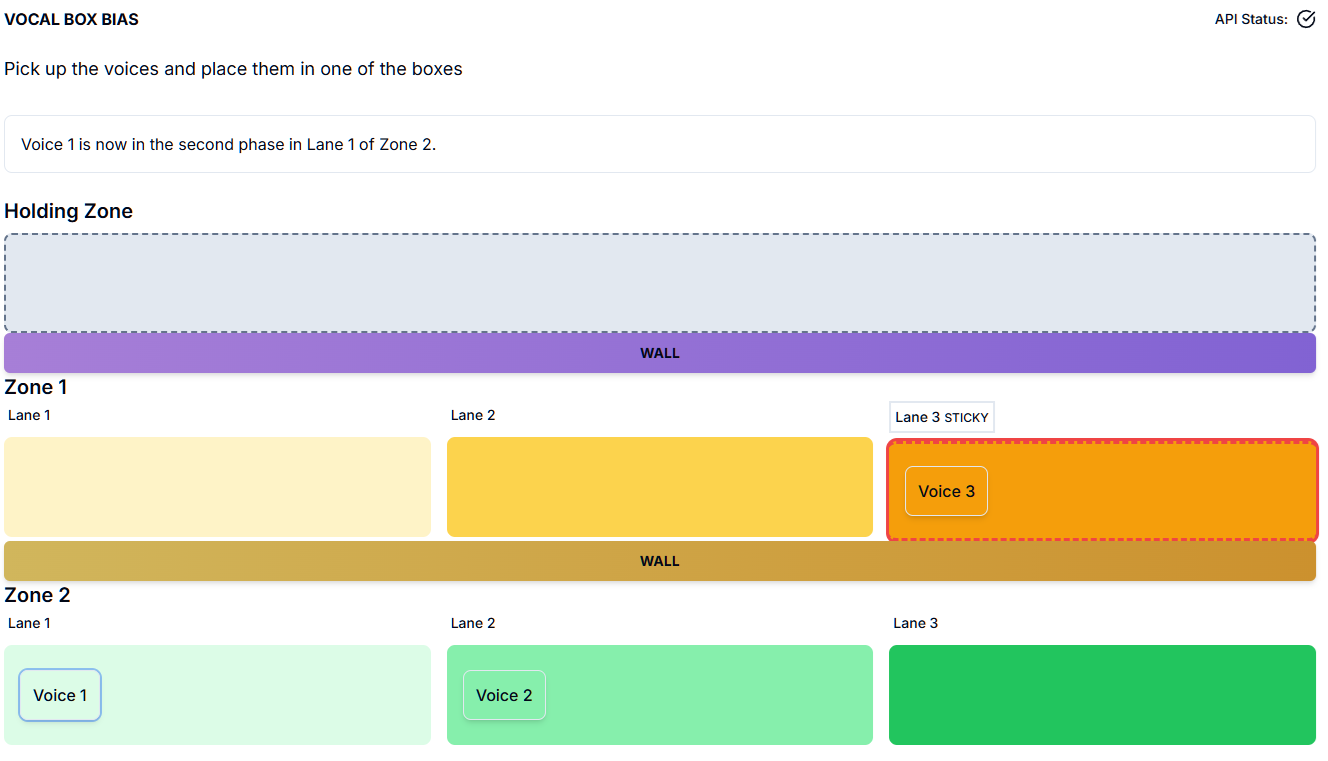 VOCAL BOX BIAS
API Status:
Pick up the voices and place them in one of the boxes
Voice 1 is now in the second phase in Lane 1 of Zone 2.
Holding Zone
WALL
Zone 1
Lane 1
Lane 2
Lane 3 STICKY
Voice 3
WALL
Zone 2
Lane 1
Lane 2
Lane 3
Voice 1
Voice 2